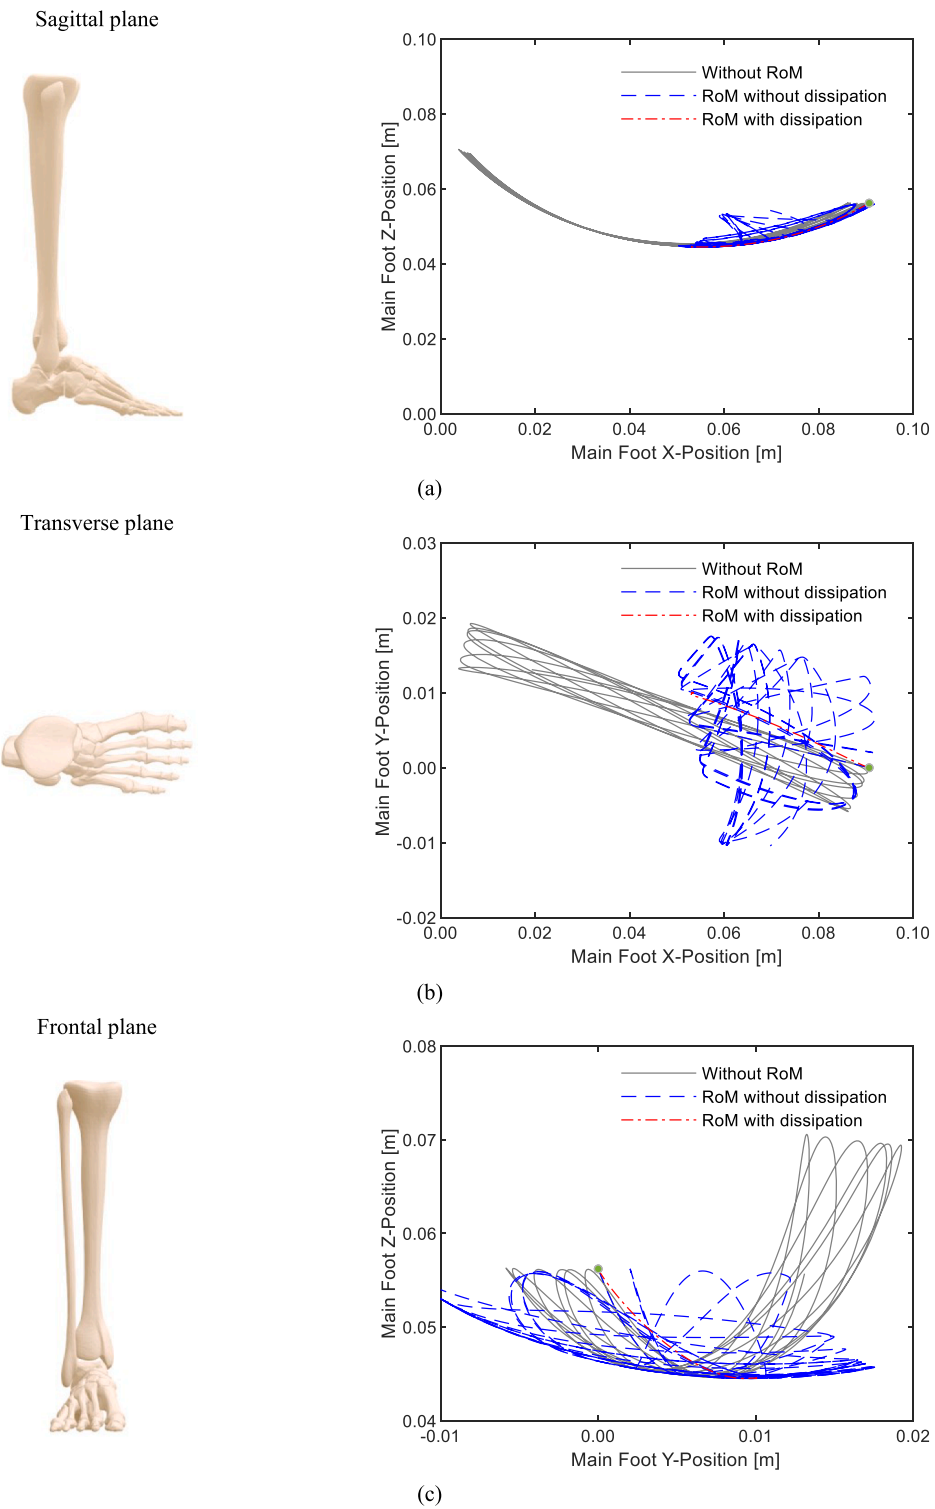 Sagittal plane
0.10
0.08
0.06
0.04
0.02
0.00
Main Foot Z-Position [m]
Without RoM
RoM without dissipation
RoM with dissipation
0.00 0.02 0.04 0.06 0.08 0.10
Main Foot X-Position [m]
(a)
Transverse plane
0.03
0.02
0.01
0.00
-0.01
-0.02
Main Foot Y-Position [m]
Without RoM
RoM without dissipation
RoM with dissipation
0.00 0.02 0.04 0.06 0.08 0.10
Main Foot X-Position [m]
(b)
Frontal plane
0.08
0.07
0.06
0.05
0.04
Main Foot Z-Position [m]
Without RoM
RoM without dissipation
RoM with dissipation
-0.01 0.00 0.01 0.02
Main Foot Y-Position [m]
(c)